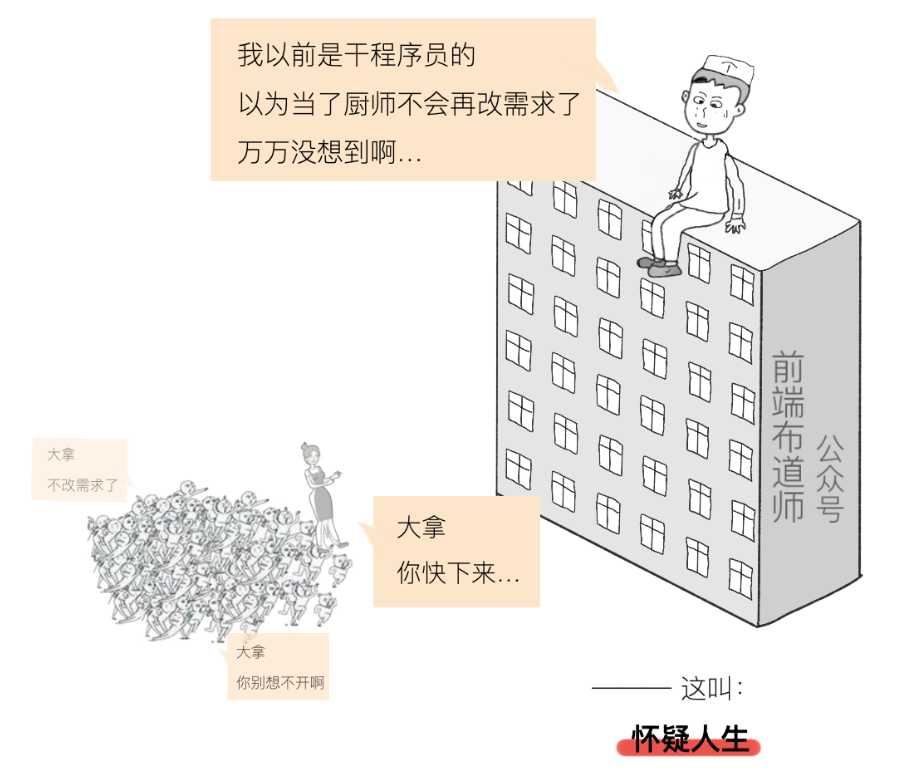 我以前是干程序员的
以为当了厨师不会再改需求了
万万没想到啊...
前端布道师
公众号
大拿
不改需求了
大拿
你快下来...
大拿
你别想不开啊
—— 这叫：
怀疑人生